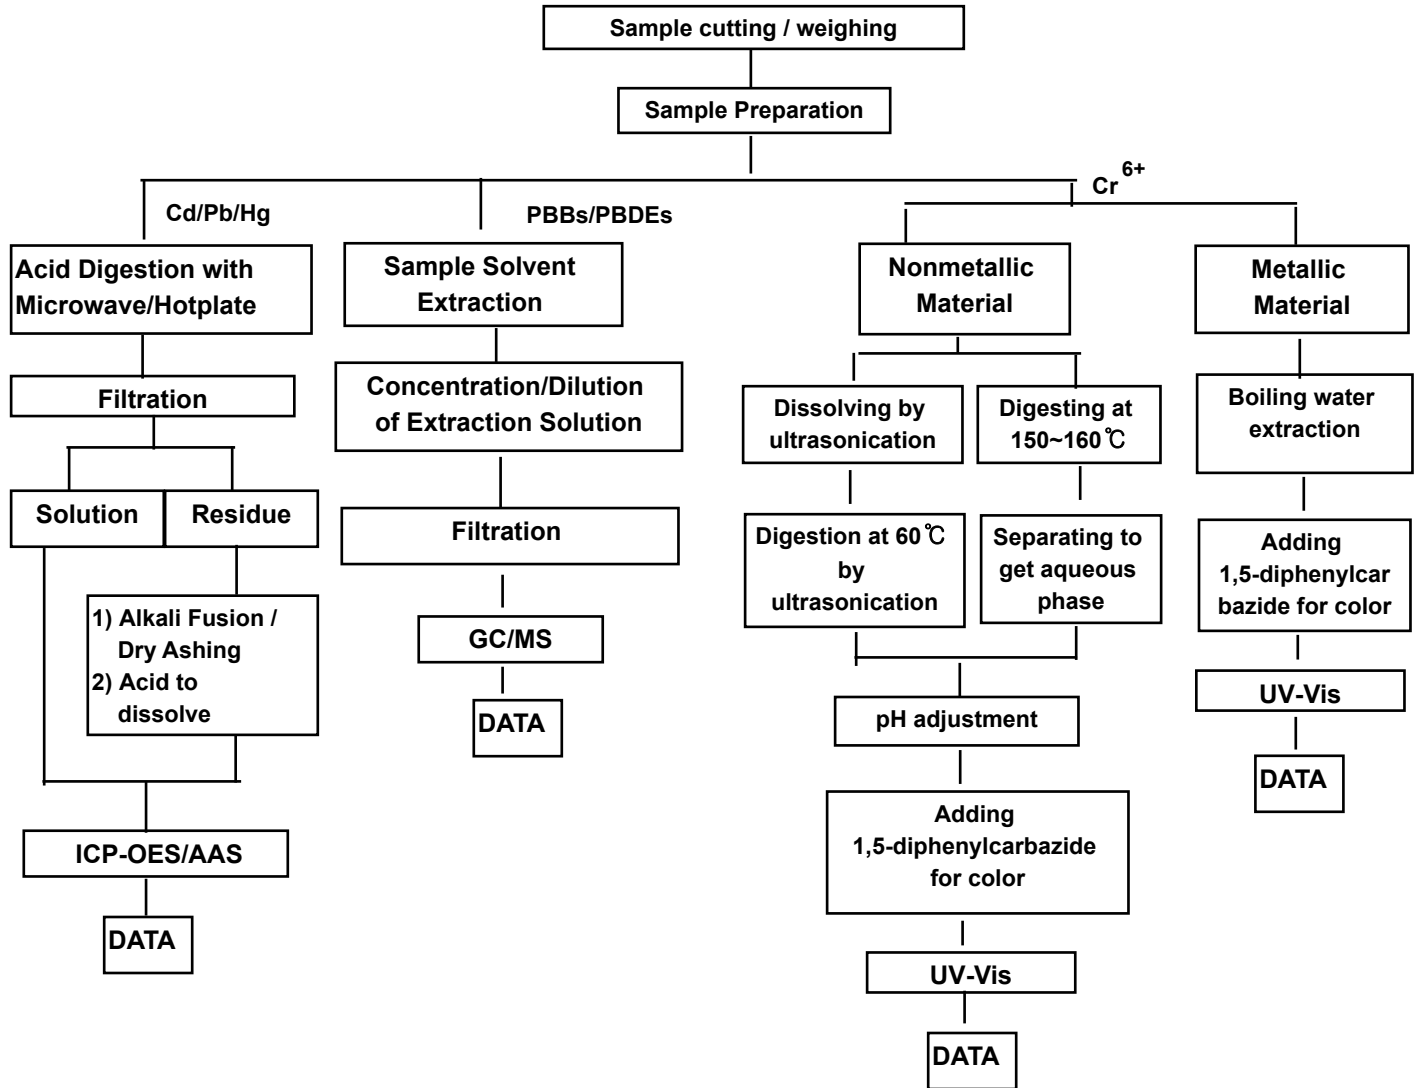 Sample cutting / weighing
Sample Preparation
Cd/Pb/Hg
PBBs/PBDEs
Cr6+
Acid Digestion with
Microwave/Hotplate
Filtration
Solution
Residue
1) Alkali Fusion /
Dry Ashing
2) Acid to
dissolve
ICP-OES/AAS
DATA
Sample Solvent
Extraction
Concentration/Dilution
of Extraction Solution
Filtration
GC/MS
DATA
Nonmetallic
Material
Dissolving by
ultrasonication
Digestion at 60℃
by
ultrasonication
Digesting at
150~160℃
Separating to
get aqueous
phase
pH adjustment
Adding
1,5-diphenylcarbazide
for color
UV-Vis
DATA
Metallic
Material
Boiling water
extraction
Adding
1,5-diphenylcar
bazide for color
UV-Vis
DATA